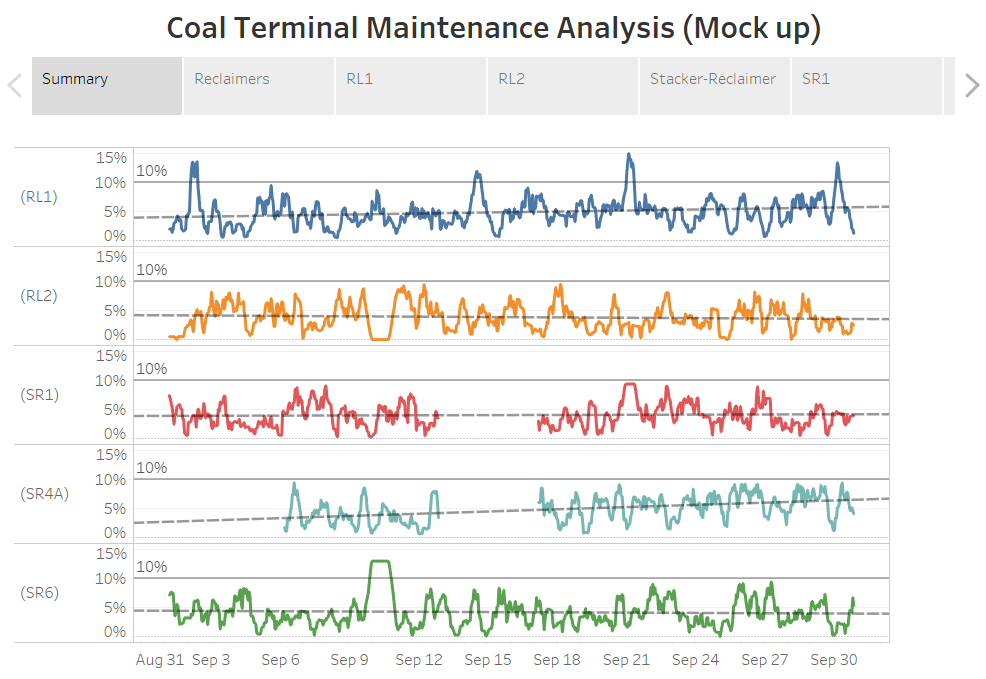 Coal Terminal Maintenance Analysis (Mock up)
Summary Reclaimers RL1 RL2 Stacker-Reclaimer SR1
(RL1) 15% 10% 5% 0% 10%
(RL2) 15% 10% 5% 0% 10%
(SR1) 15% 10% 5% 0% 10%
(SR4A) 15% 10% 5% 0% 10%
(SR6) 15% 10% 5% 0% 10%
Aug 31 Sep 3 Sep 6 Sep 9 Sep 12 Sep 15 Sep 18 Sep 21 Sep 24 Sep 27 Sep 30